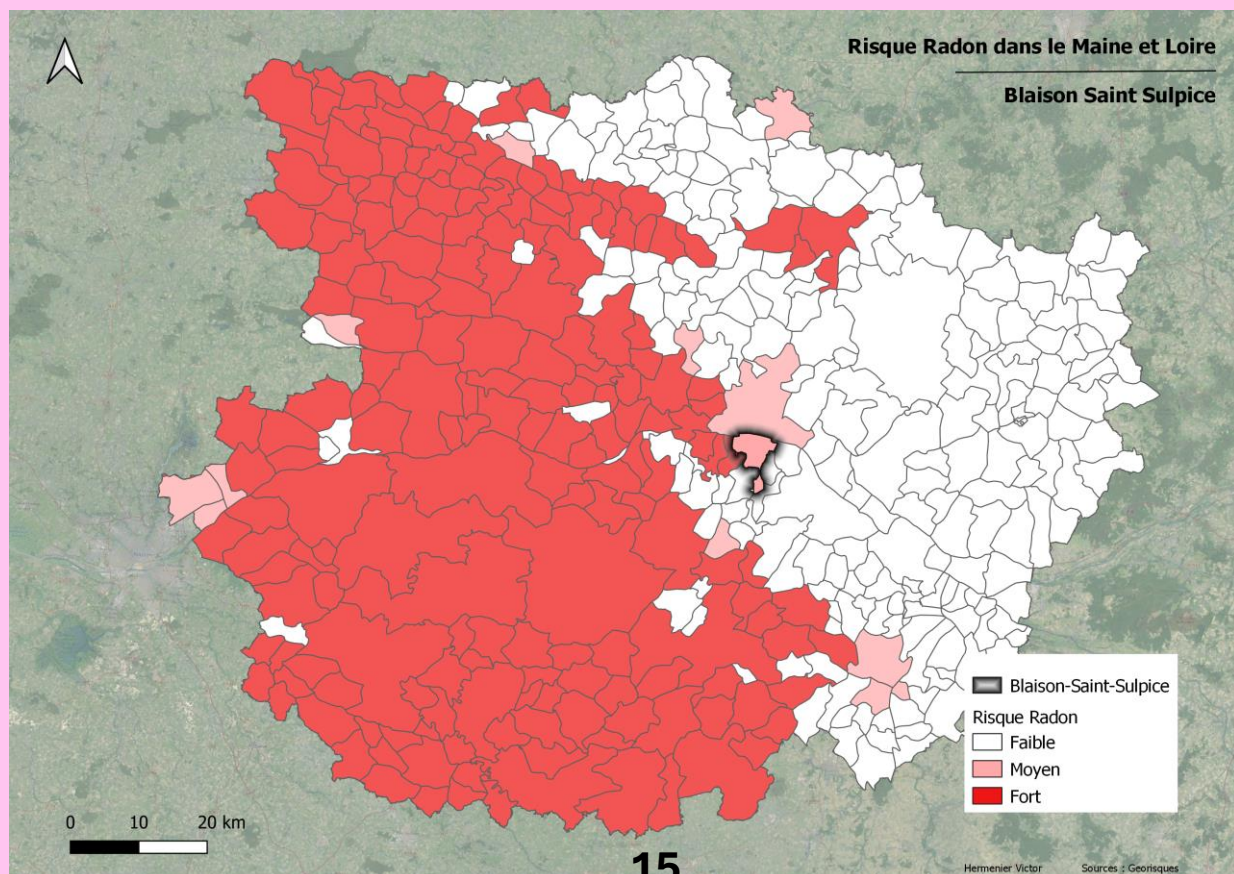 Risque Radon dans le Maine et Loire
Blaison Saint Sulpice
Blaison-Saint-Sulpice
Risque Radon
Faible
Moyen
Fort
0 10 20 km
15
Hermenier Victor Sources : Georisques